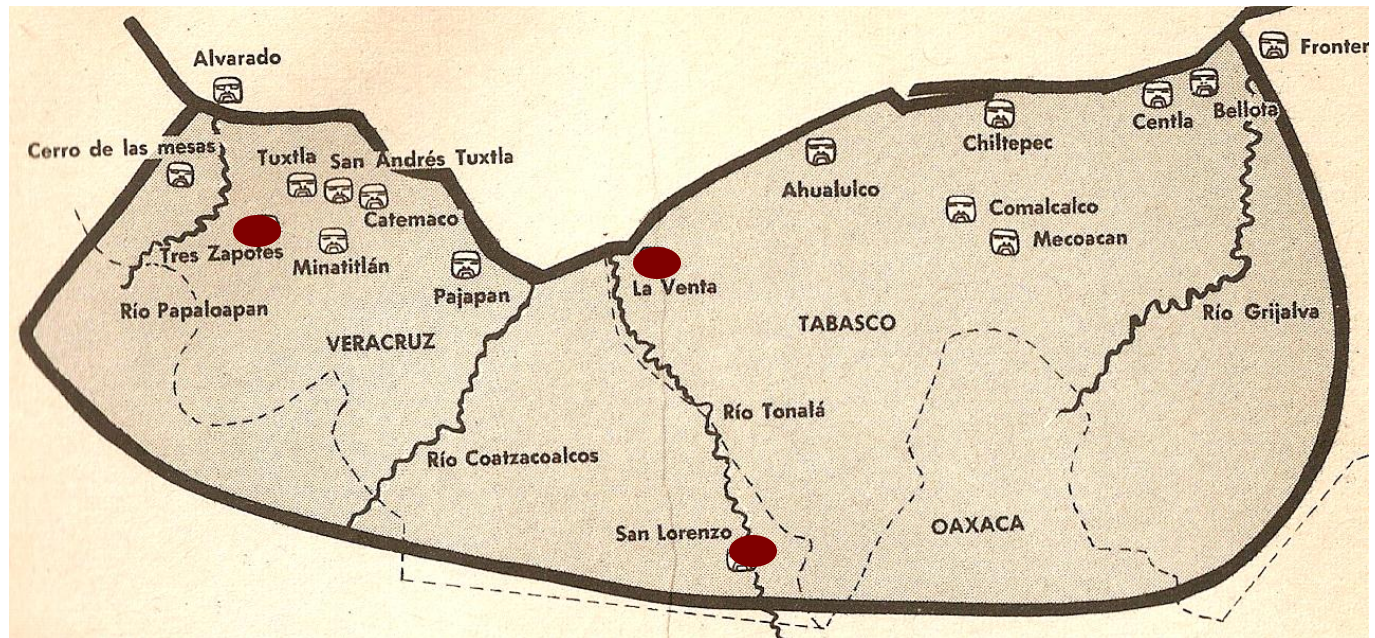 Alvarado
Fronter
Cerro de las mesas
Tuxtla
San Andrés Tuxtla
Catemaco
Tres Zapotes
Minatitlán
Pajapan
Río Papaloapan
VERACRUZ
Río Coatzacoalcos
La Venta
Ahualulco
Chiltepec
Centla
Bellota
Comalcalco
Mecoacan
TABASCO
Río Grijalva
Río Tonalá
San Lorenzo
OAXACA